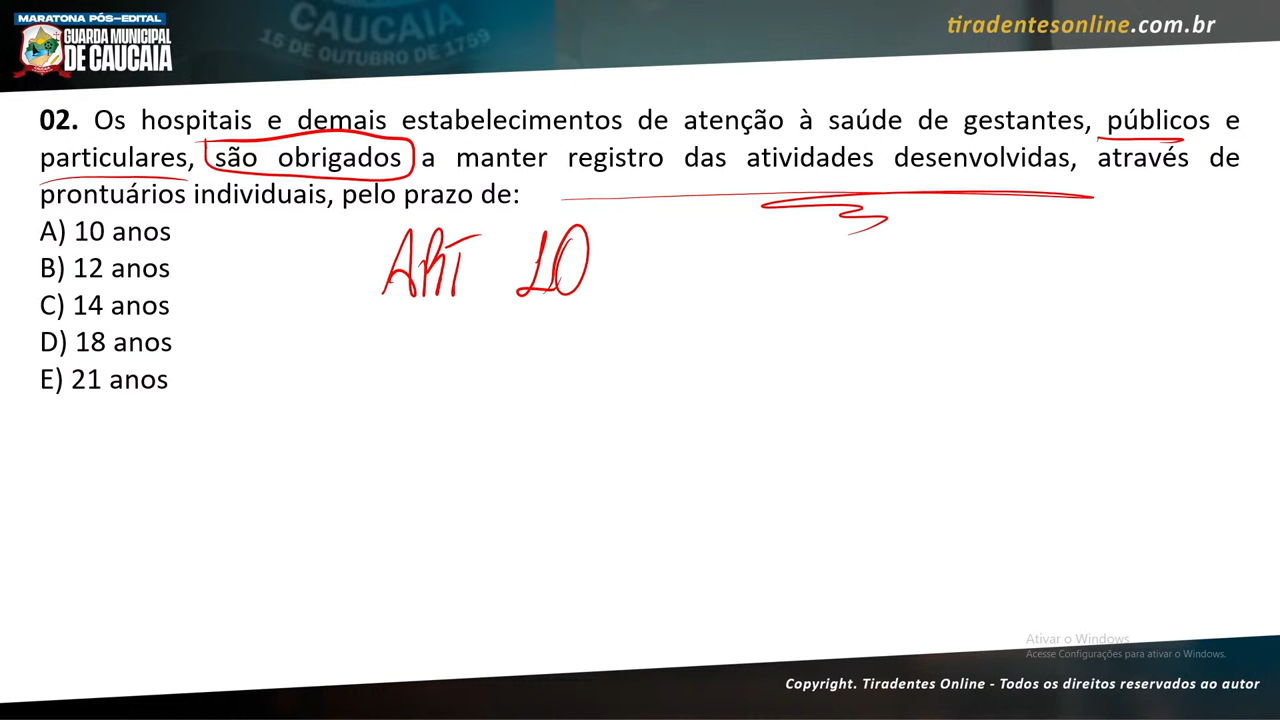 MARATONA PÓS-EDITAL
GUARDA MUNICIPAL
DE CAUCAIA
CAUCAIA
15 DE OUTUBRO DE 1759
tiradentesonline.com.br
02. Os hospitais e demais estabelecimentos de atenção à saúde de gestantes, públicos e
particulares, são obrigados a manter registro das atividades desenvolvidas, através de
prontuários individuais, pelo prazo de:
A) 10 anos
B) 12 anos
C) 14 anos
D) 18 anos
E) 21 anos
ART 10
Ativar o Windows
Acesse Configurações para ativar o Windows.
Copyright. Tiradentes Online - Todos os direitos reservados ao autor